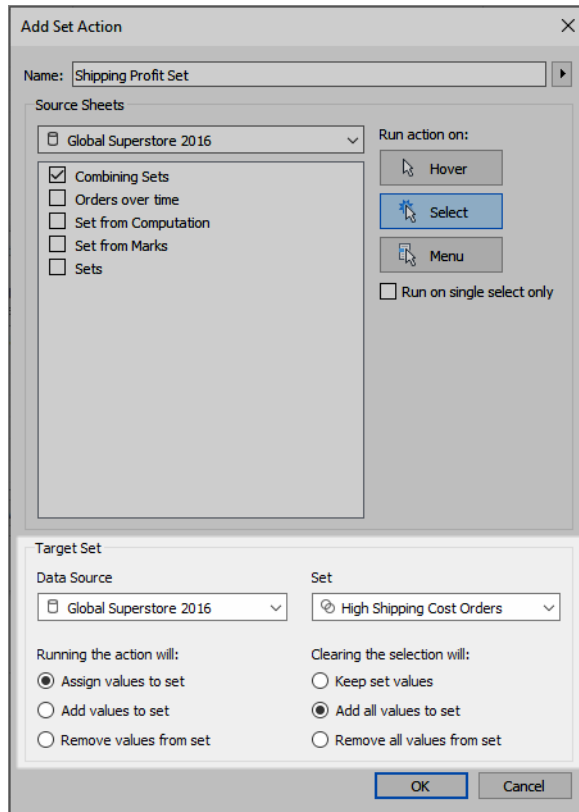 Add Set Action
Name: Shipping Profit Set
Source Sheets
Global Superstore 2016
Combining Sets
Orders over time
Set from Computation
Set from Marks
Sets
Run action on:
Hover
Select
Menu
Run on single select only
Target Set
Data Source
Global Superstore 2016
Set
High Shipping Cost Orders
Running the action will:
Assign values to set
Add values to set
Remove values from set
Clearing the selection will:
Keep set values
Add all values to set
Remove all values from set
OK
Cancel